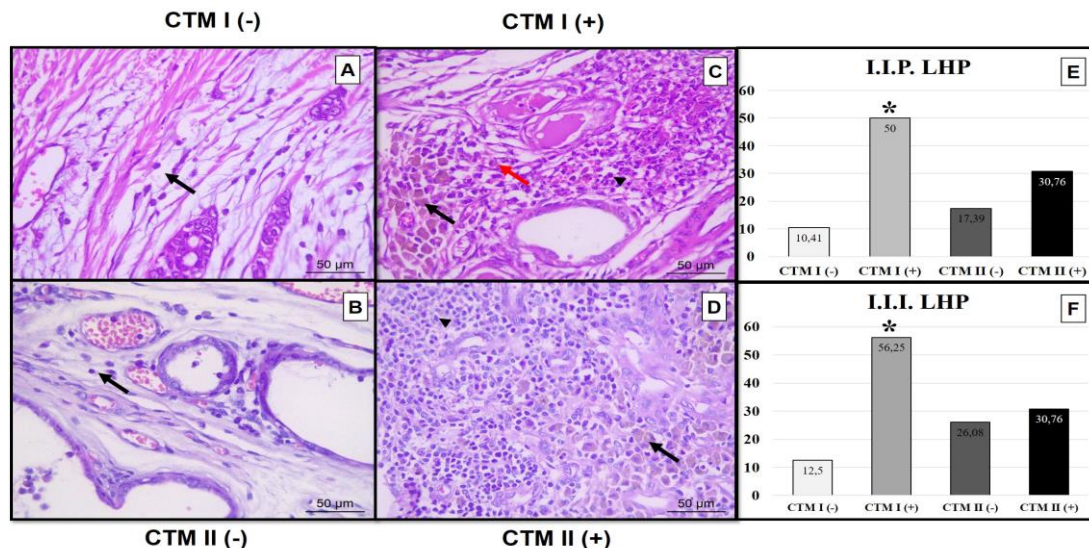 CTM I (-)
CTM I (+)
A
50 µm
C
50 µm
B
50 µm
D
50 µm
CTM II (-)
CTM II (+)
I.I.P. LHP
E
60
50
40
30
20
10
0
10,41
*
50
17,39
30,76
CTM I (-) CTM I (+) CTM II (-) CTM II (+)
I.I.I. LHP
F
60
50
40
30
20
10
0
12,5
*
56,25
26,08
30,76
CTM I (-) CTM I (+) CTM II (-) CTM II (+)